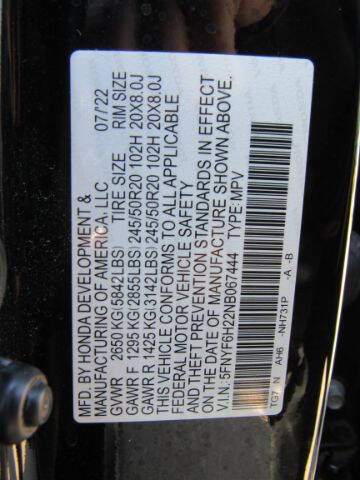 MFD. BY HONDA DEVELOPMENT &
MANUFACTURING OF AMERICA, LLC 07/22
GVWR 2650 KG(5842LBS) TIRE SIZE RIM SIZE
GAWR F 1295 KG(2855LBS) 245/50R20 102H 20X8.0J
GAWR R 1425 KG(3142LBS) 245/50R20 102H 20X8.0J
THIS VEHICLE CONFORMS TO ALL APPLICABLE
FEDERAL MOTOR VEHICLE SAFETY AND
THEFT PREVENTION STANDARDS IN EFFECT
ON THE DATE OF MANUFACTURE SHOWN ABOVE.
V.I.N.:5FNYF6H22NB067444 TYPE:MPV
TG7 N AH6 -NH731P -A -B